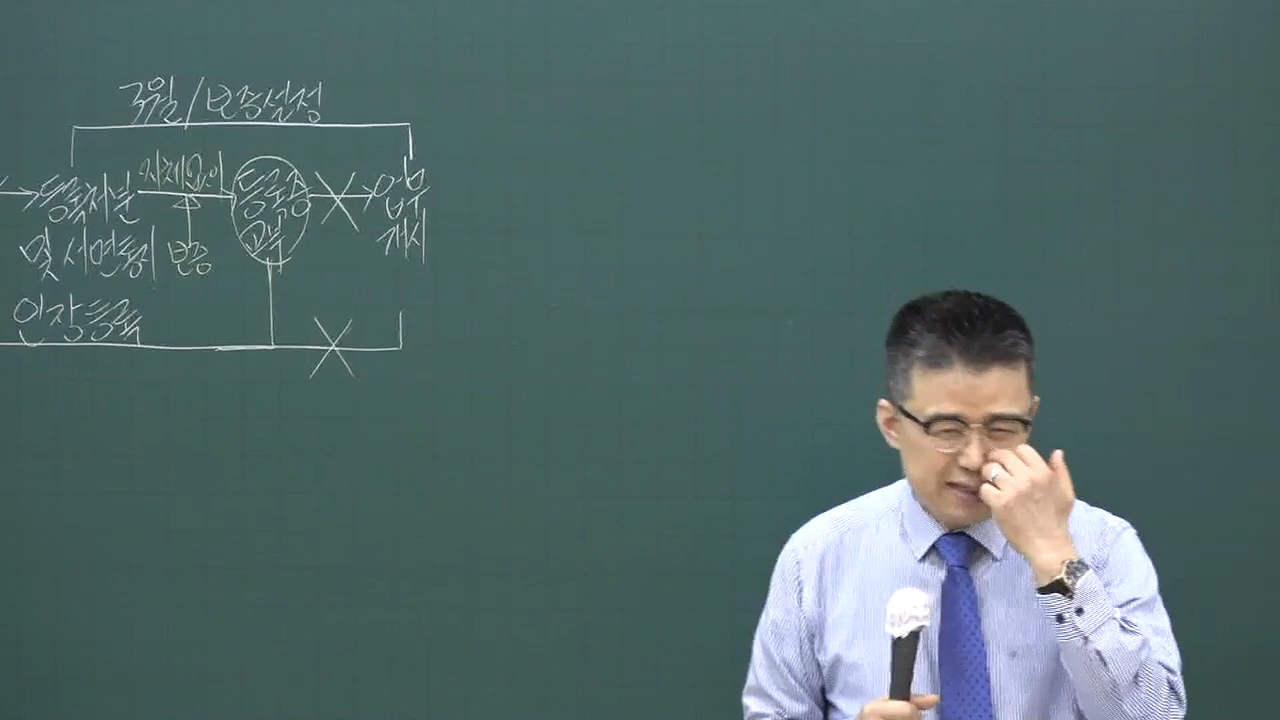 3월/보증설정
등록처분 지체없이 등록증 업무
및 서면통지 보증 교부 개시
인장등록